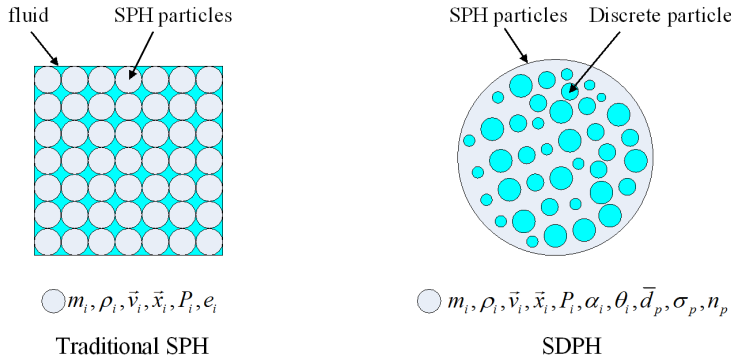 fluid SPH particles
SPH particles Discrete particle
m_i, ρ_i, v⃗_i, x⃗_i, P_i, e_i
m_i, ρ_i, v⃗_i, x⃗_i, P_i, α_i, θ_i, d̅_p, σ_p, n_p
Traditional SPH
SDPH